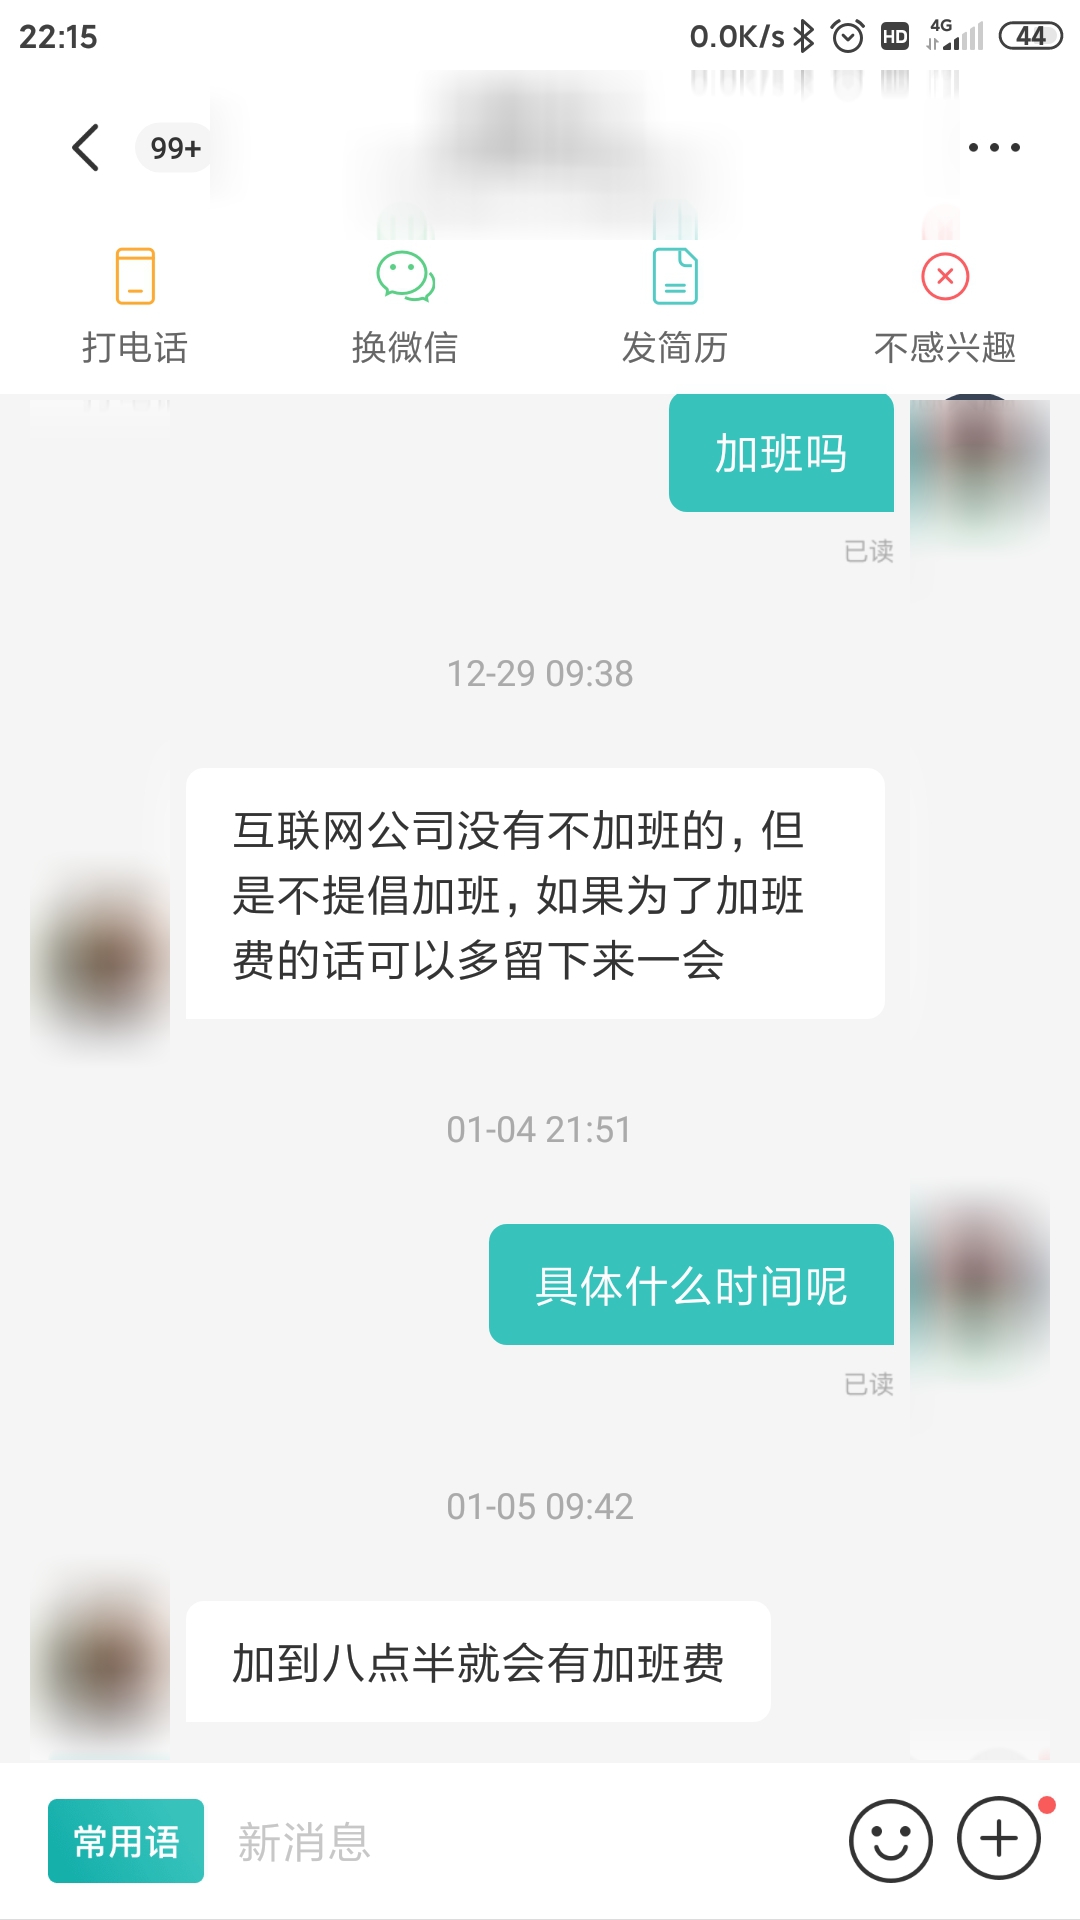 22:15
0.0K/s HD 4G 44
99+
打电话 换微信 发简历 不感兴趣
加班吗
已读
12-29 09:38
互联网公司没有不加班的，但
是不提倡加班，如果为了加班
费的话可以多留下来一会
01-04 21:51
具体什么时间呢
已读
01-05 09:42
加到八点半就会有加班费
常用语 新消息